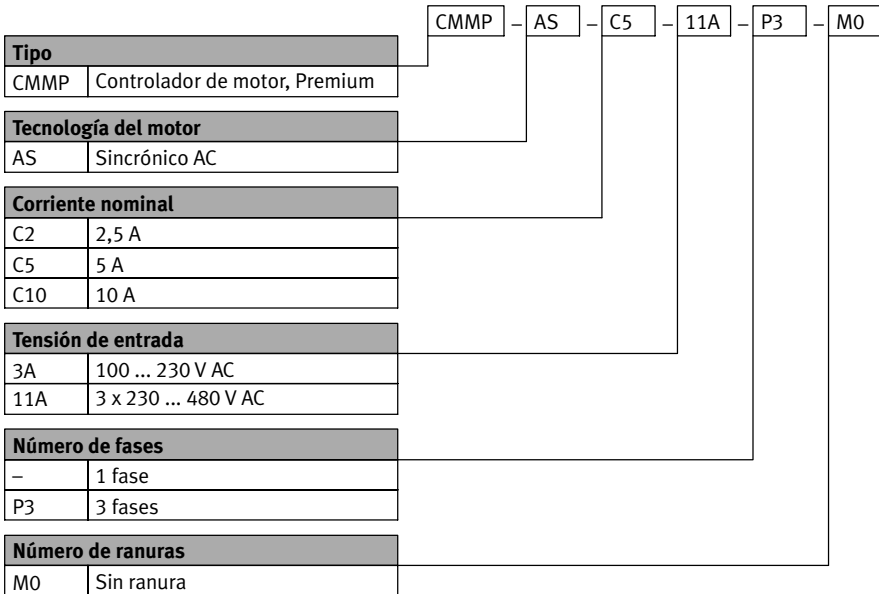 CMMP – AS – C5 – 11A – P3 – M0
Tipo
CMMP Controlador de motor, Premium
Tecnología del motor
AS Sincrónico AC
Corriente nominal
C2 2,5 A
C5 5 A
C10 10 A
Tensión de entrada
3A 100 ... 230 V AC
11A 3 x 230 ... 480 V AC
Número de fases
– 1 fase
P3 3 fases
Número de ranuras
M0 Sin ranura